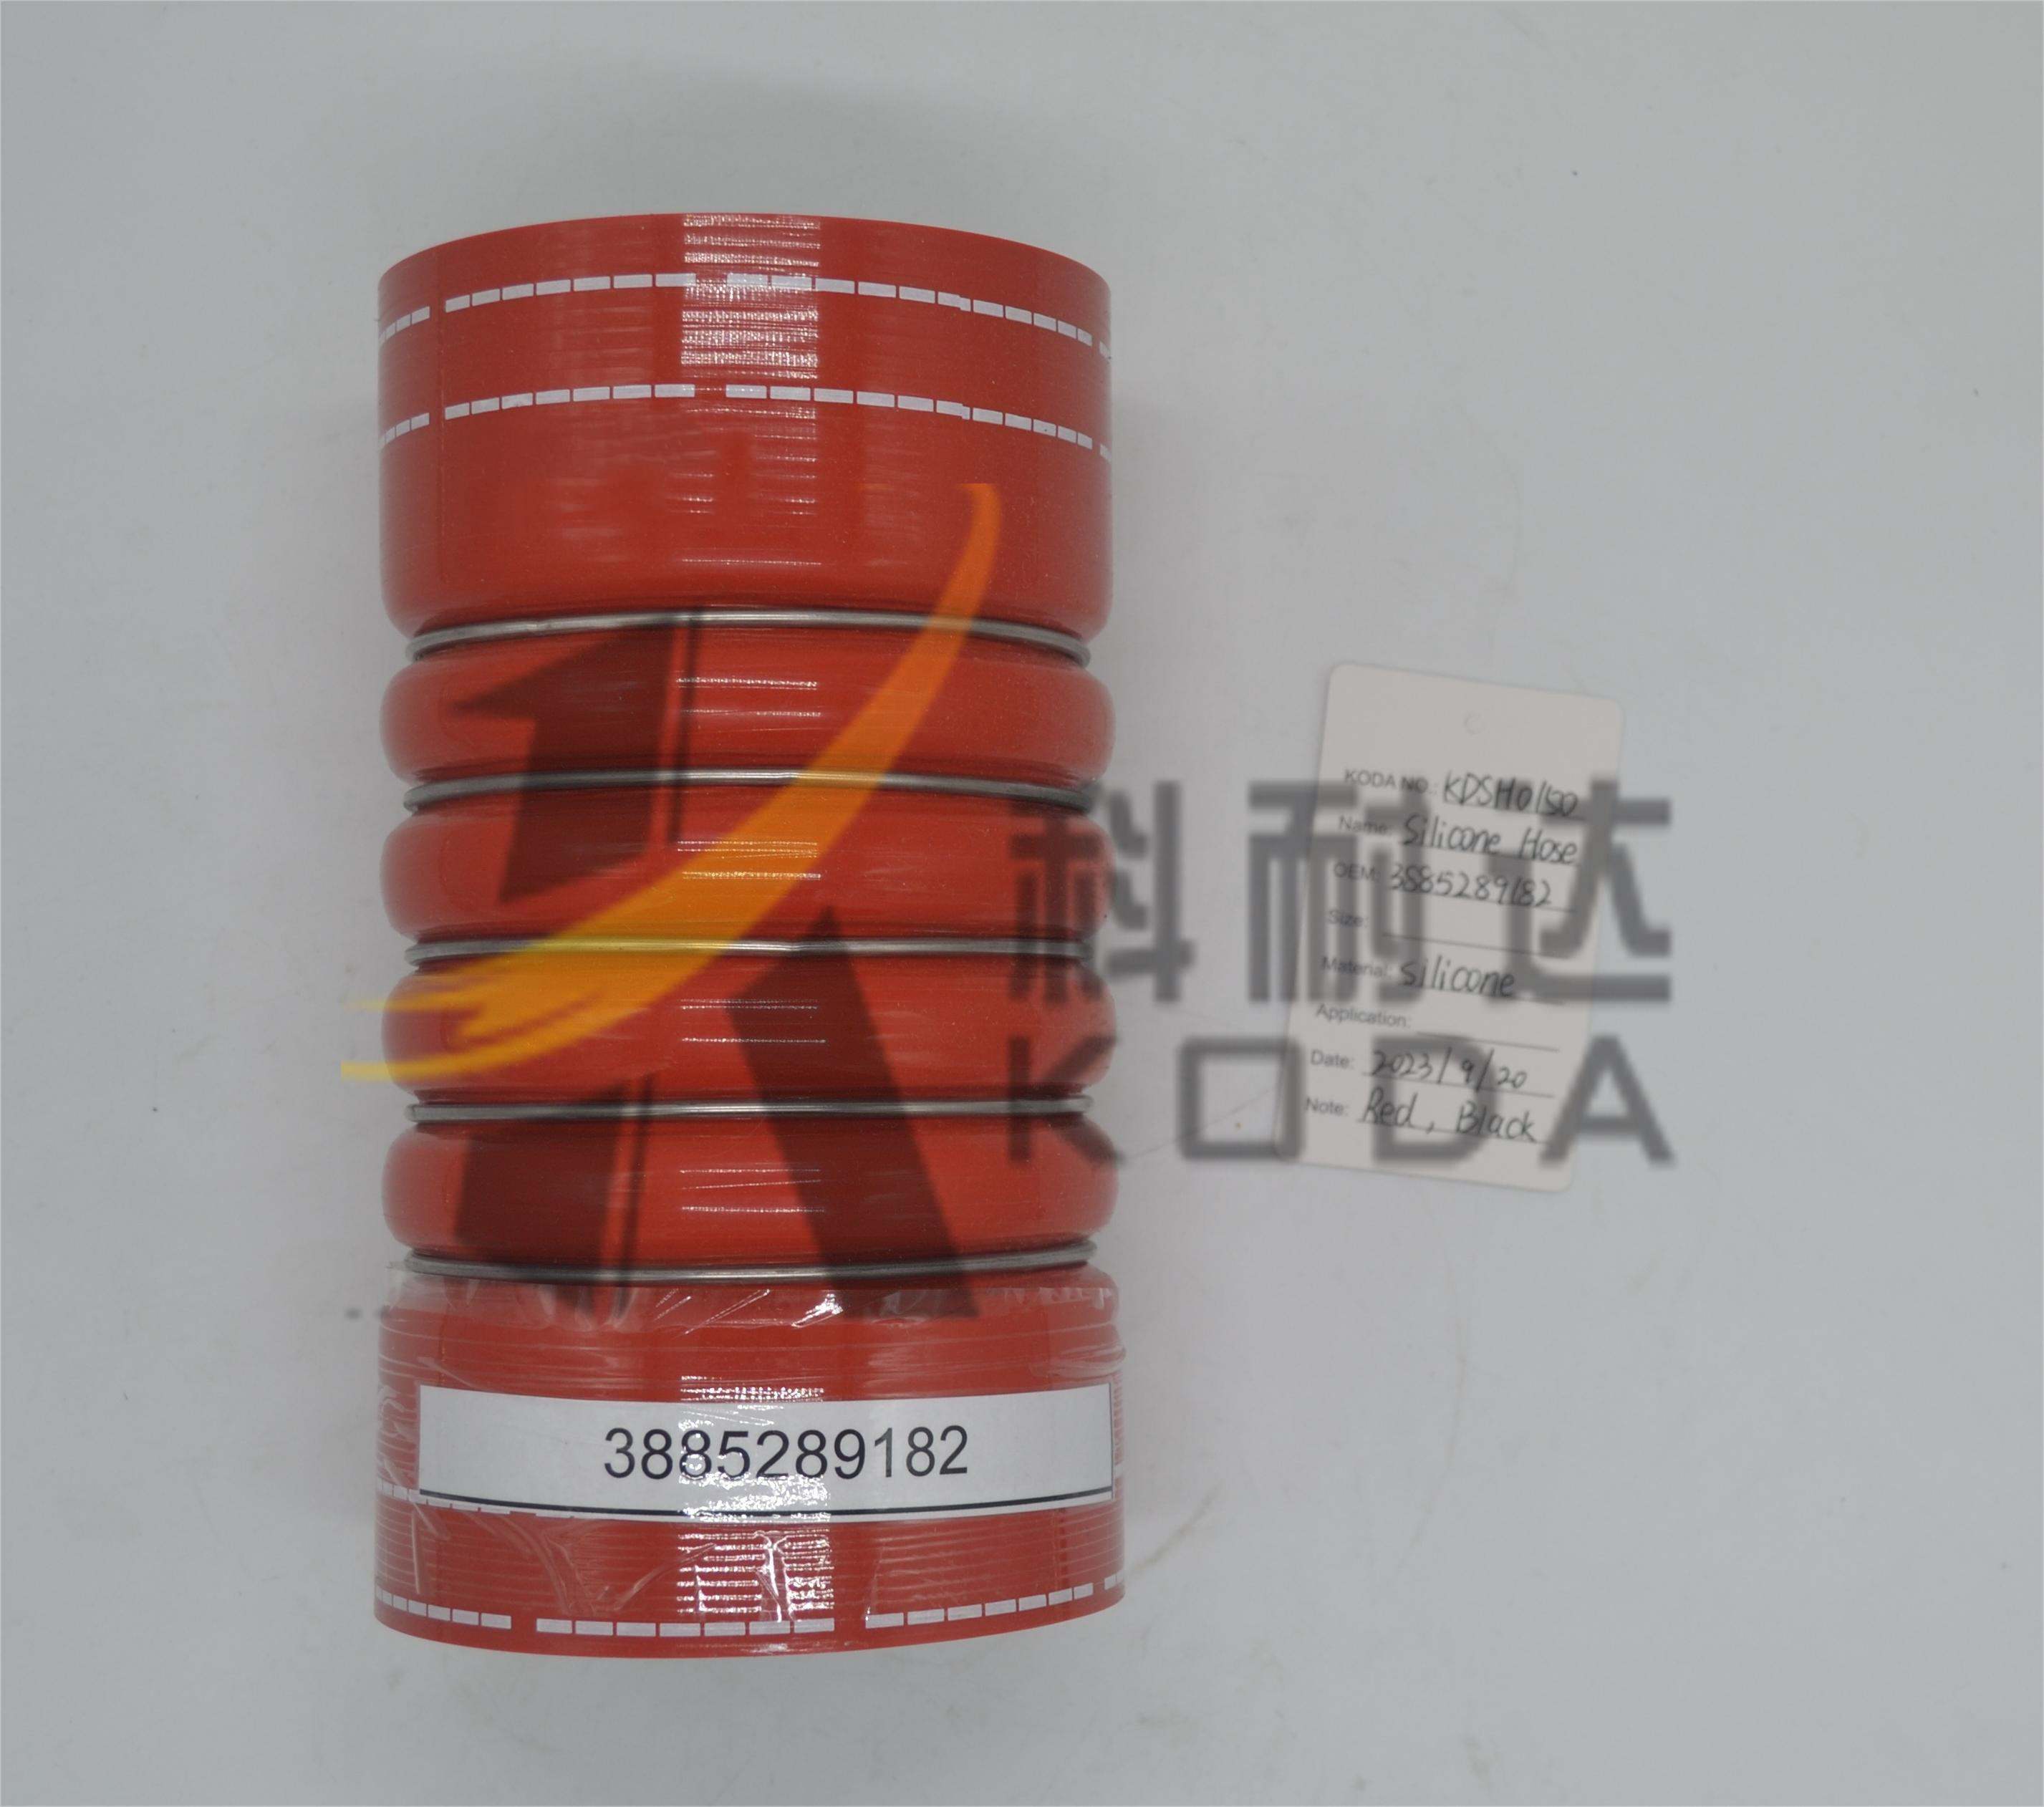 KODA NO.: KDSH0150
Name: Silicone Hose
OEM: 3885289182
Size:
Material: silicone
Application:
Date: 2023/9/20
Note: Red, Black
科耐达
KODA
3885289182